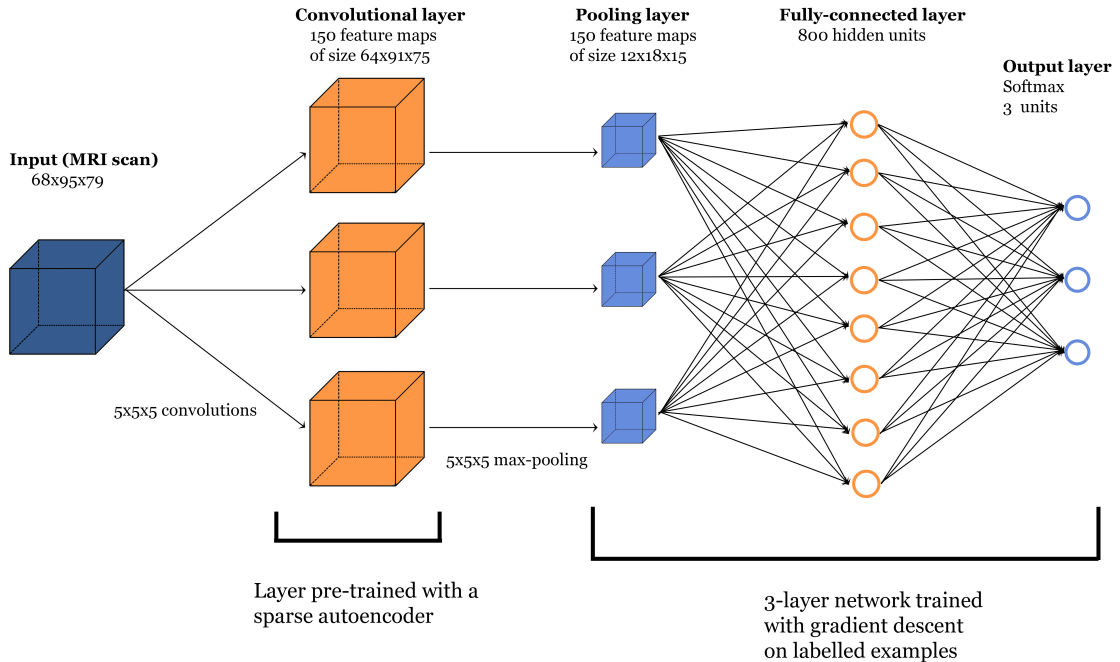 Convolutional layer
150 feature maps
of size 64x91x75
Pooling layer
150 feature maps
of size 12x18x15
Fully-connected layer
800 hidden units
Output layer
Softmax
3 units
Input (MRI scan)
68x95x79
5x5x5 convolutions
5x5x5 max-pooling
Layer pre-trained with a
sparse autoencoder
3-layer network trained
with gradient descent
on labelled examples